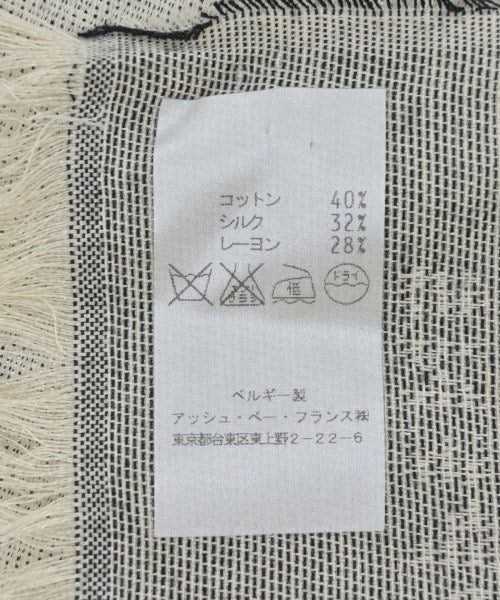 コットン 40%
シルク 32%
レーヨン 28%
低 ドライ
ベルギー製
アッシュ・ペー・フランス㈱
東京都台東区東上野2-22-6